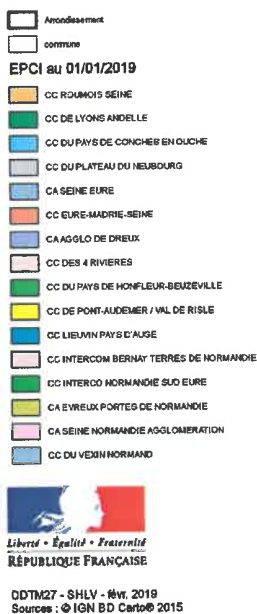 Arrondissement
commune
EPCI au 01/01/2019
CC ROUMOIS SEINE
CC DE LYONS ANDELLE
CC DU PAYS DE CONCHES EN OUCHE
CC DU PLATEAU DU NEUBOURG
CA SEINE EURE
CC EURE-MADRIE-SEINE
CA AGGLO DE DREUX
CC DES 4 RIVIERES
CC DU PAYS DE HONFLEUR-BEUZEVILLE
CC DE PONT-AUDEMER / VAL DE RISLE
CC LIEUVIN PAYS D'AUGE
CC INTERCOM BERNAY TERRES DE NORMANDIE
CC INTERCO NORMANDIE SUD EURE
CA EVREUX PORTES DE NORMANDIE
CA SEINE NORMANDIE AGGLOMERATION
CC DU VEXIN NORMAND
Liberté • Égalité • Fraternité
RÉPUBLIQUE FRANÇAISE
DDTM27 - SHLV - févr. 2019
Sources : © IGN BD Carto® 2015